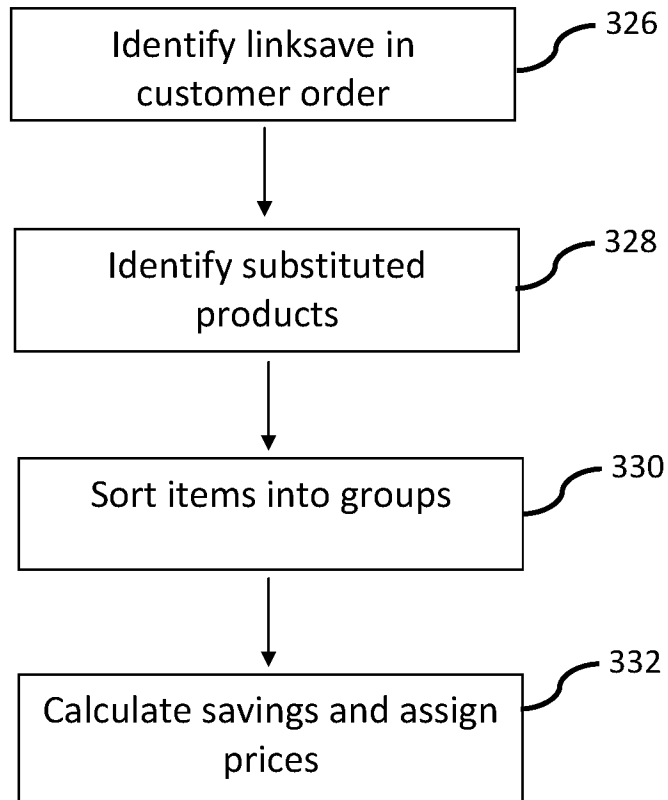 Identify linksave in
customer order
326
Identify substituted
products
328
Sort items into groups
330
Calculate savings and assign
prices
332